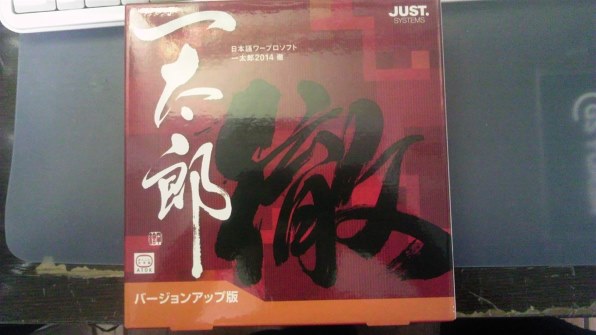 JUST.
SYSTEMS
一太郎
日本語ワープロソフト
一太郎2014 徹
徹
ATOK
バージョンアップ版